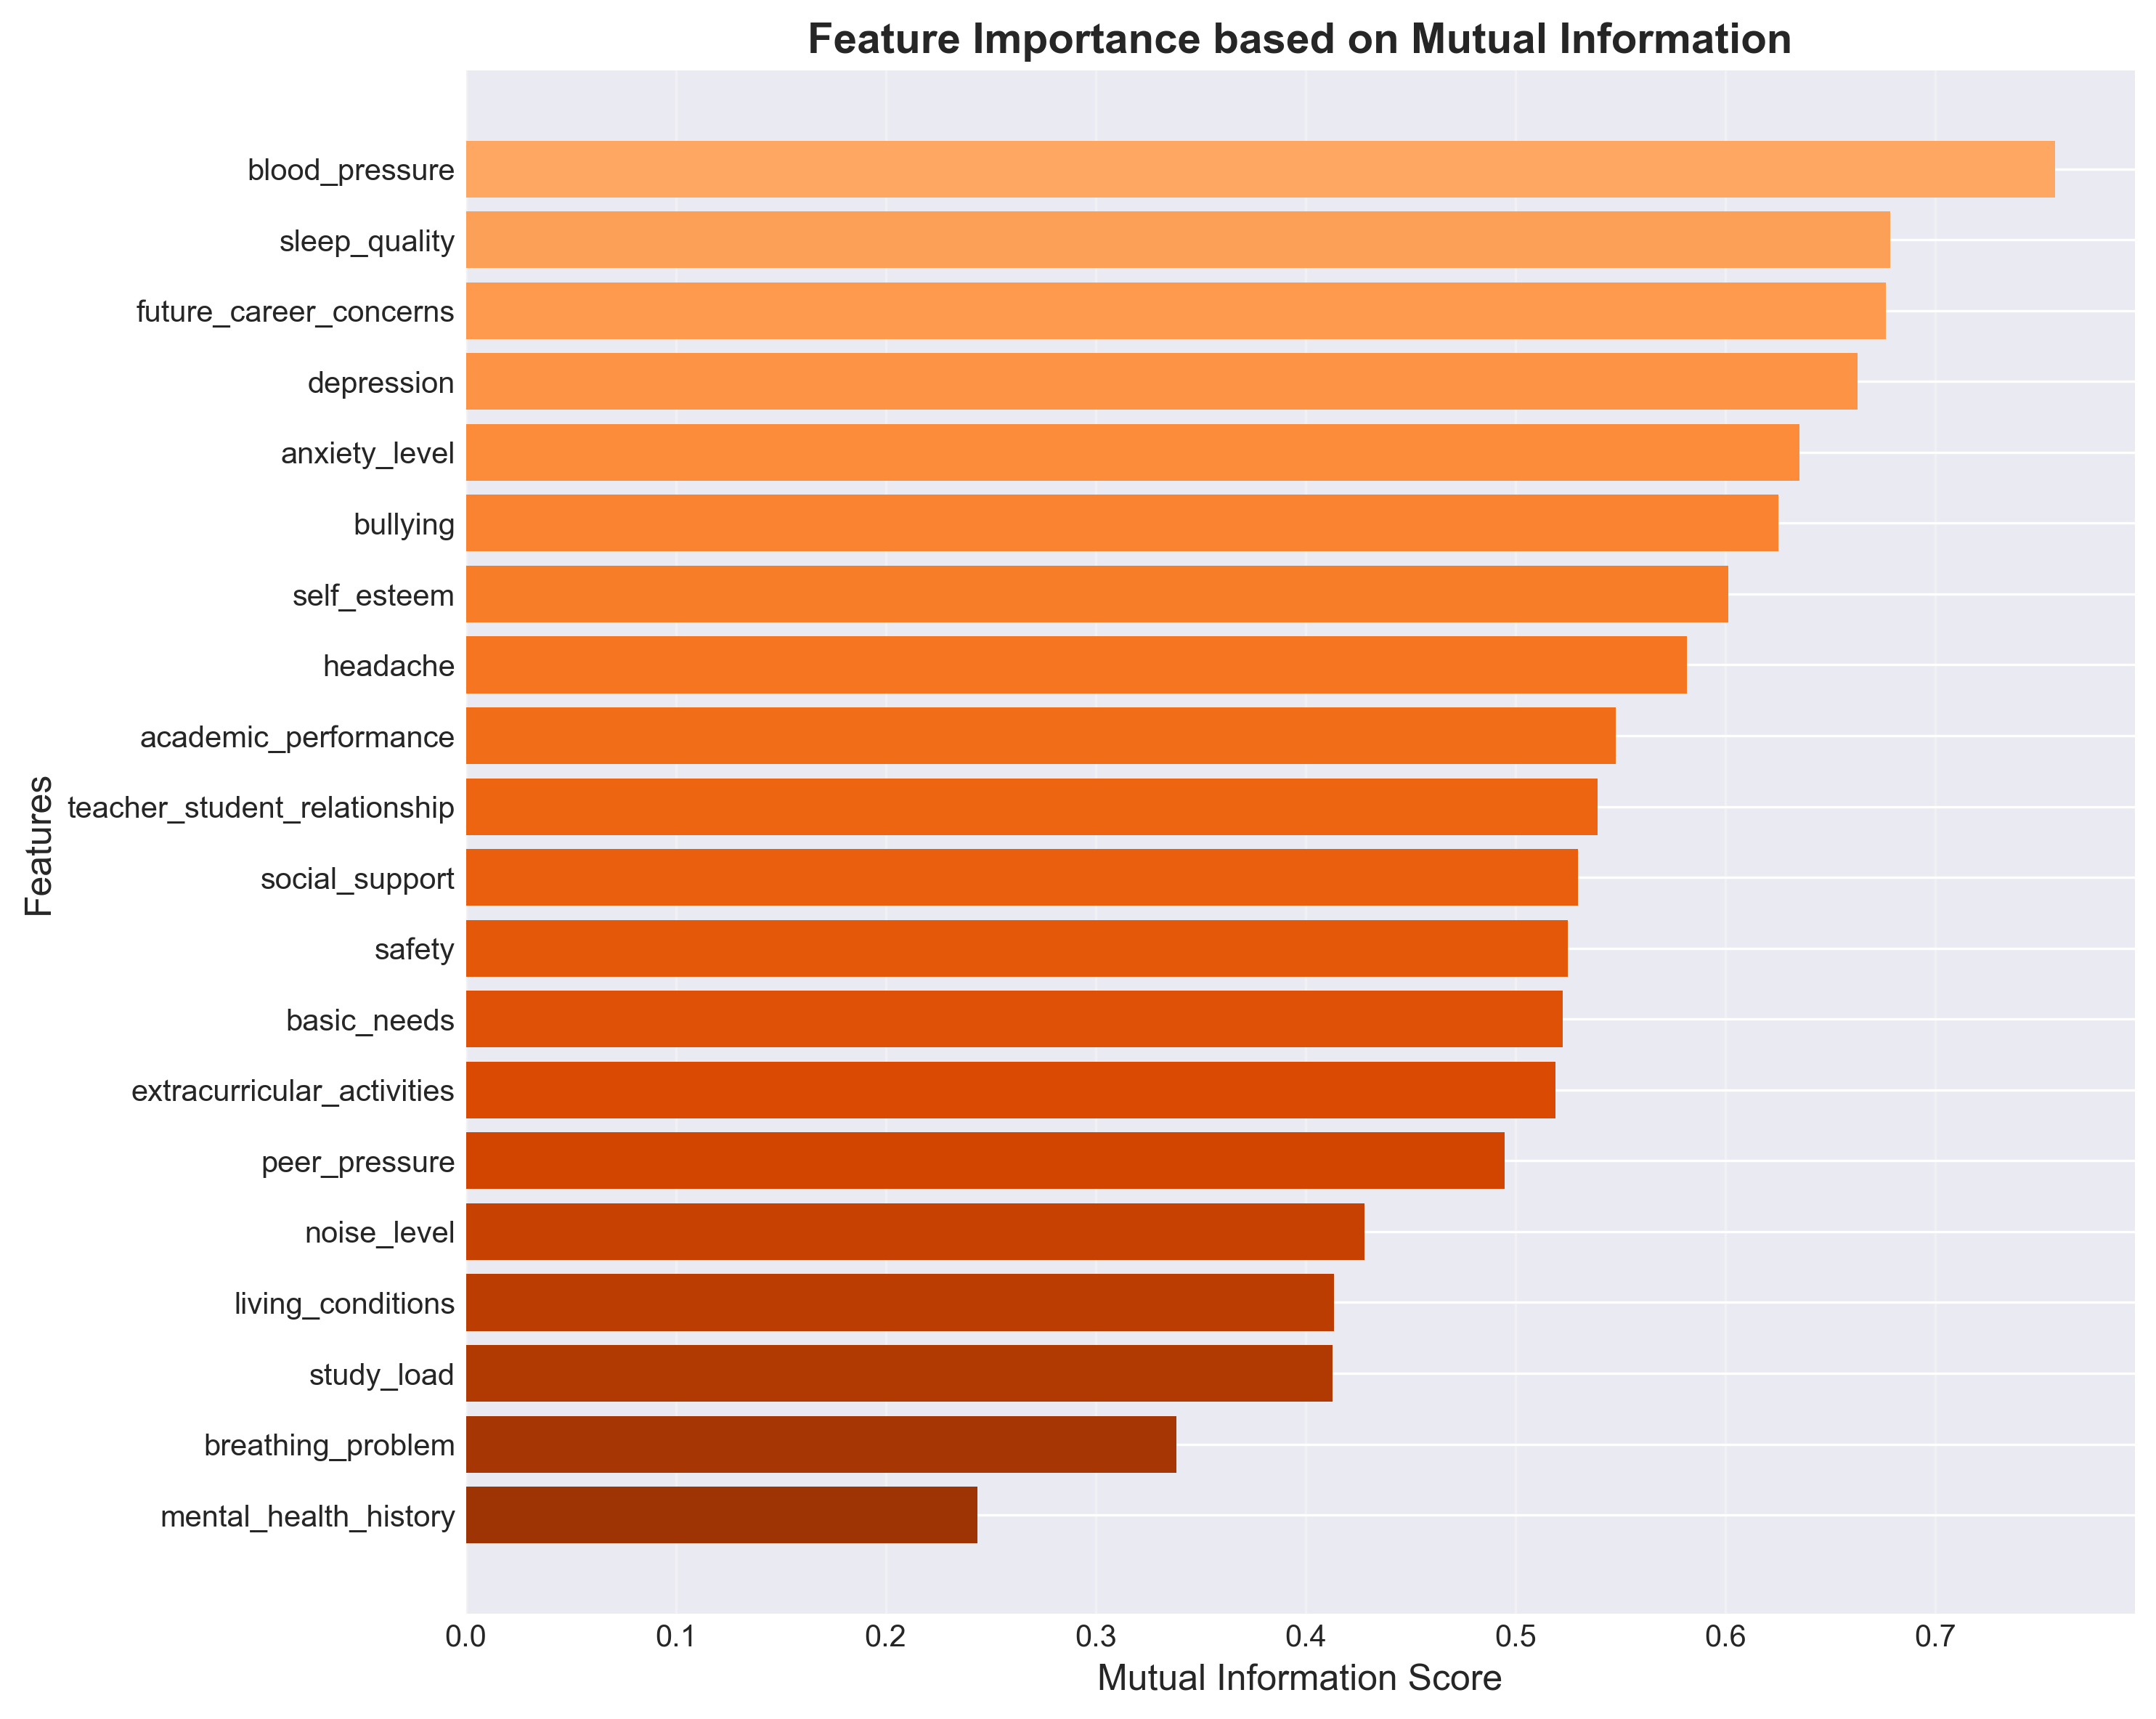 Feature Importance based on Mutual Information
Features
blood_pressure
sleep_quality
future_career_concerns
depression
anxiety_level
bullying
self_esteem
headache
academic_performance
teacher_student_relationship
social_support
safety
basic_needs
extracurricular_activities
peer_pressure
noise_level
living_conditions
study_load
breathing_problem
mental_health_history
0.0 0.1 0.2 0.3 0.4 0.5 0.6 0.7
Mutual Information Score